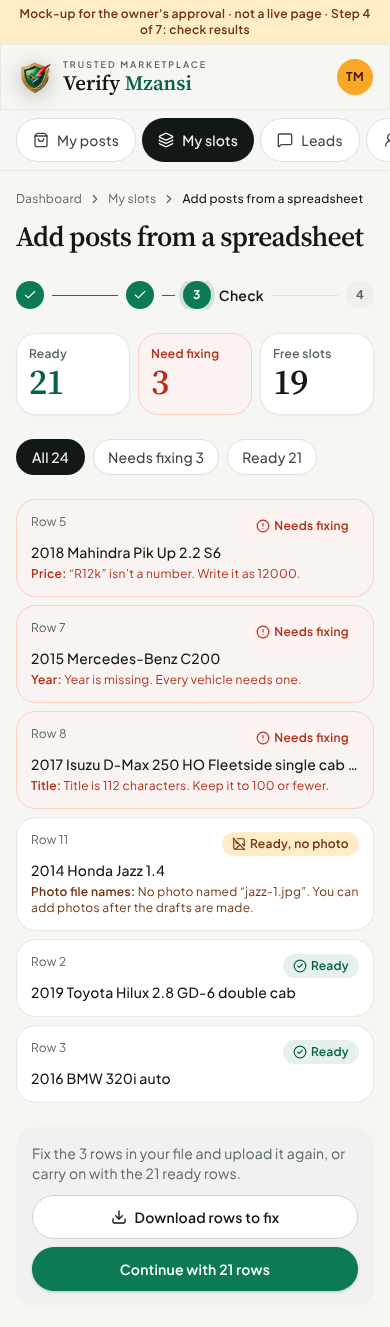 Mock-up for the owner's approval · not a live page · Step 4
of 7: check results
TRUSTED MARKETPLACE
Verify Mzansi
TM
My posts
My slots
Leads
Dashboard > My slots > Add posts from a spreadsheet
Add posts from a spreadsheet
3
Check
4
Ready
21
Need fixing
3
Free slots
19
All 24
Needs fixing 3
Ready 21
Row 5
Needs fixing
2018 Mahindra Pik Up 2.2 S6
Price: “R12k” isn't a number. Write it as 12000.
Row 7
Needs fixing
2015 Mercedes-Benz C200
Year: Year is missing. Every vehicle needs one.
Row 8
Needs fixing
2017 Isuzu D-Max 250 HO Fleetside single cab ...
Title: Title is 112 characters. Keep it to 100 or fewer.
Row 11
Ready, no photo
2014 Honda Jazz 1.4
Photo file names: No photo named “jazz-1.jpg”. You can
add photos after the drafts are made.
Row 2
Ready
2019 Toyota Hilux 2.8 GD-6 double cab
Row 3
Ready
2016 BMW 320i auto
Fix the 3 rows in your file and upload it again, or
carry on with the 21 ready rows.
Download rows to fix
Continue with 21 rows